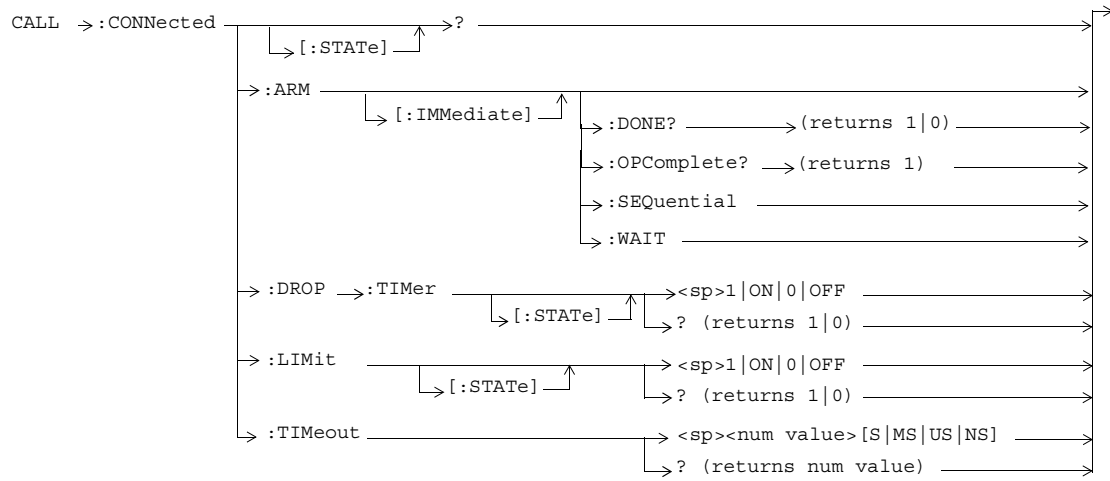 CALL :CONNected ?
[:STATe]
:ARM
[:IMMediate]
:DONE? (returns 1|0)
:OPComplete? (returns 1)
:SEQuential
:WAIT
:DROP :TIMer <sp>1|ON|0|OFF
[:STATe]
? (returns 1|0)
:LIMit <sp>1|ON|0|OFF
[:STATe]
? (returns 1|0)
:TIMeout <sp><num value>[S|MS|US|NS]
? (returns num value)